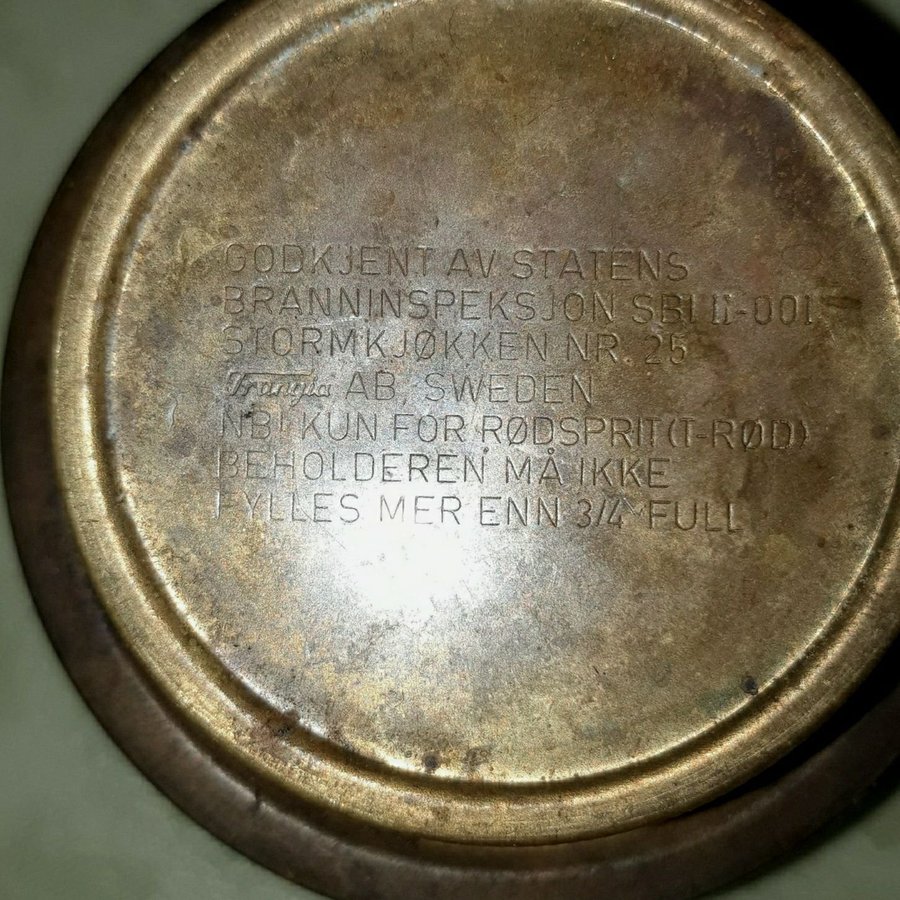 GODKJENT AV STATENS
BRANNINSPEKSJON SBI II-001
STORMKJØKKEN NR. 25
Trangia AB, SWEDEN
NB! KUN FOR RØDSPRIT (T-RØD)
BEHOLDEREN MÅ IKKE
FYLLES MER ENN 3/4 FULL